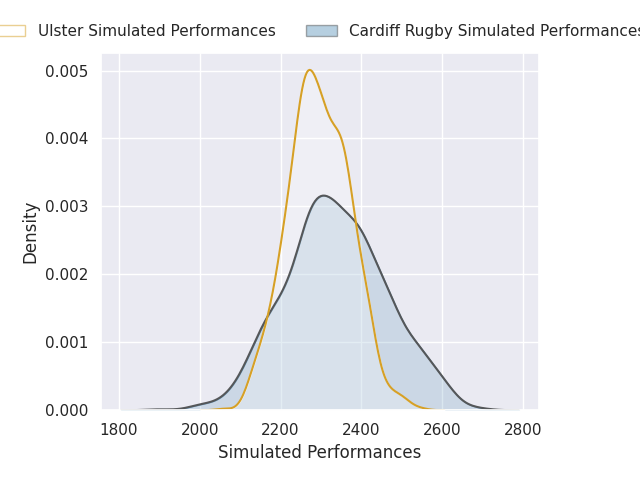 Ulster Simulated Performances
Cardiff Rugby Simulated Performances
0.005
0.004
0.003
0.002
0.001
0.000
Density
1800 2000 2200 2400 2600 2800
Simulated Performances